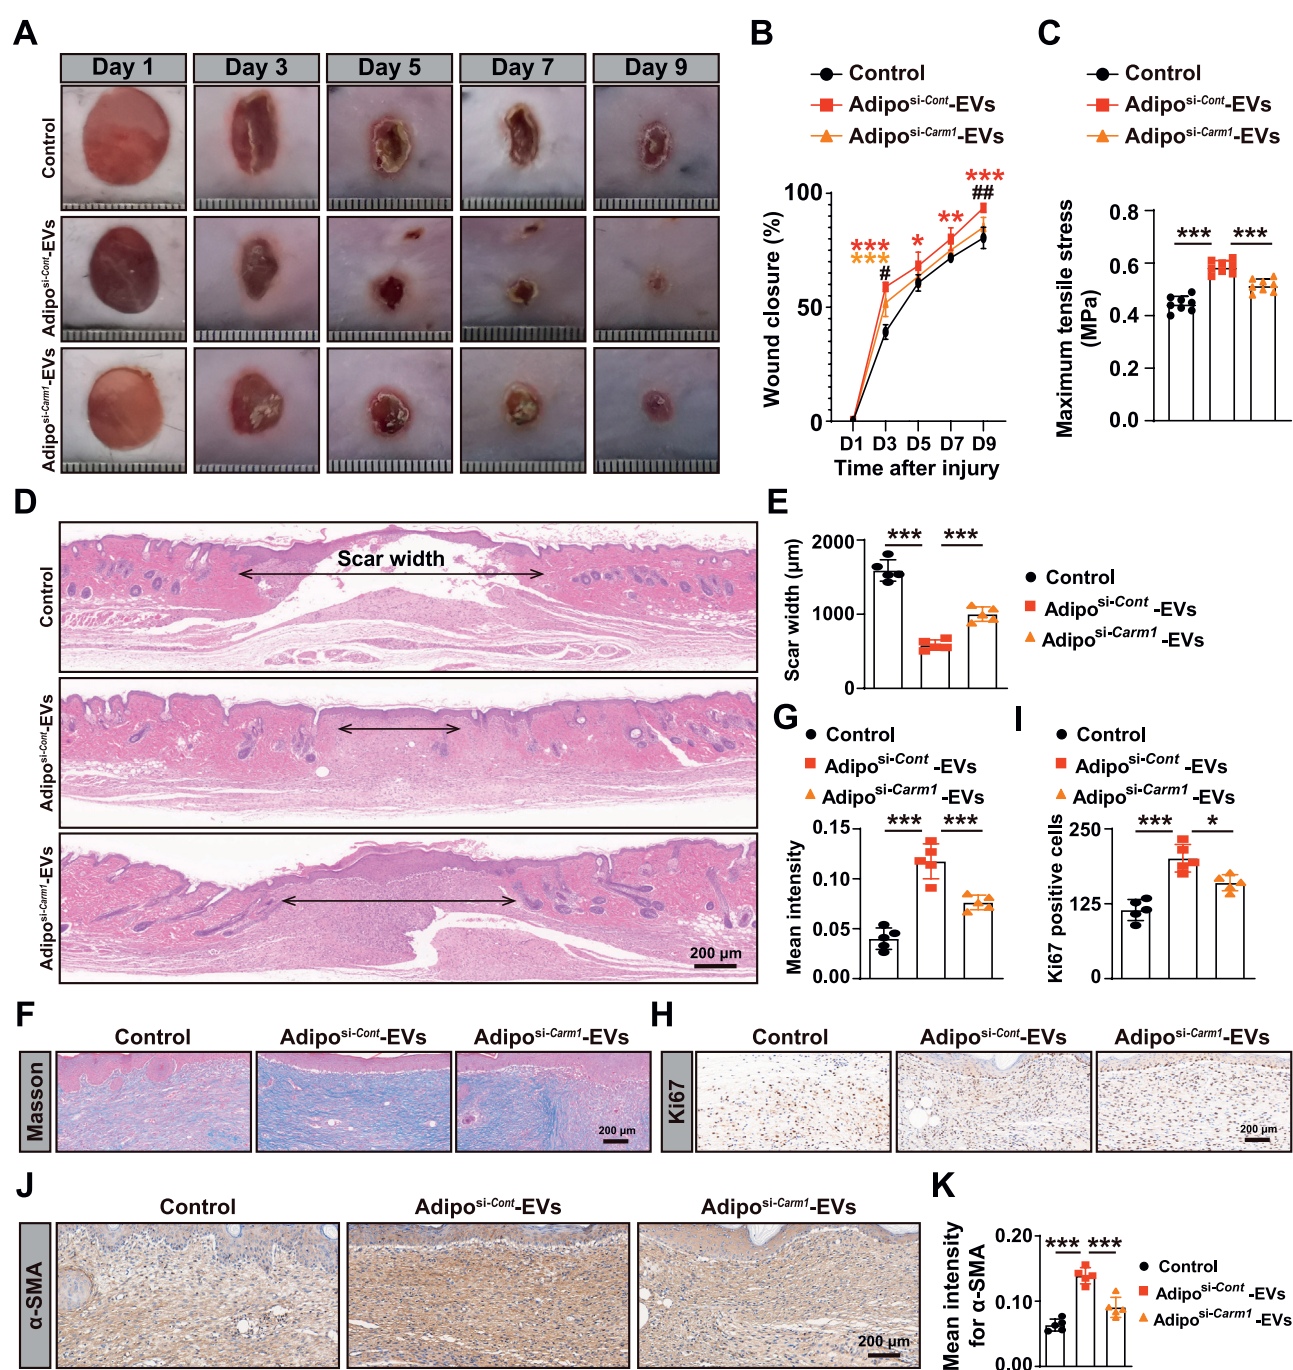 A
Day 1
Day 3
Day 5
Day 7
Day 9
Control
Adipo si-Cont-EVs
Adipo si-Carm1-EVs
B
Control
Adipo si-Cont-EVs
Adipo si-Carm1-EVs
Wound closure (%)
100
50
0
***
***
#
*
**
***
##
D1 D3 D5 D7 D9
Time after injury
C
Control
Adipo si-Cont-EVs
Adipo si-Carm1-EVs
Maximum tensile stress
(MPa)
0.8
0.6
0.4
0.2
0.0
*** ***
D
Control
Scar width
Adipo si-Cont-EVs
Adipo si-Carm1-EVs
200 μm
E
Scar width (μm)
2000
1000
0
*** ***
Control
Adipo si-Cont -EVs
Adipo si-Carm1 -EVs
G
Control
Adipo si-Cont -EVs
Adipo si-Carm1 -EVs
Mean intensity
0.15
0.10
0.05
0.00
*** ***
I
Control
Adipo si-Cont -EVs
Adipo si-Carm1 -EVs
Ki67 positive cells
250
125
0
*** *
F
Masson
Control
Adipo si-Cont-EVs
Adipo si-Carm1-EVs
200 μm
H
Ki67
Control
Adipo si-Cont-EVs
Adipo si-Carm1-EVs
200 μm
J
α-SMA
Control
Adipo si-Cont-EVs
Adipo si-Carm1-EVs
200 μm
K
Mean intensity
for α-SMA
0.20
0.10
0.00
*** ***
Control
Adipo si-Cont -EVs
Adipo si-Carm1 -EVs